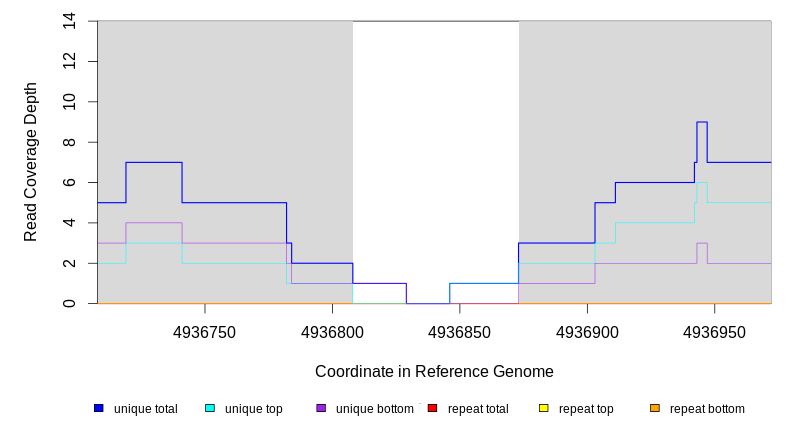 14
12
10
8
6
4
2
0
Read Coverage Depth
4936750 4936800 4936850 4936900 4936950
Coordinate in Reference Genome
unique total unique top unique bottom repeat total repeat top repeat bottom